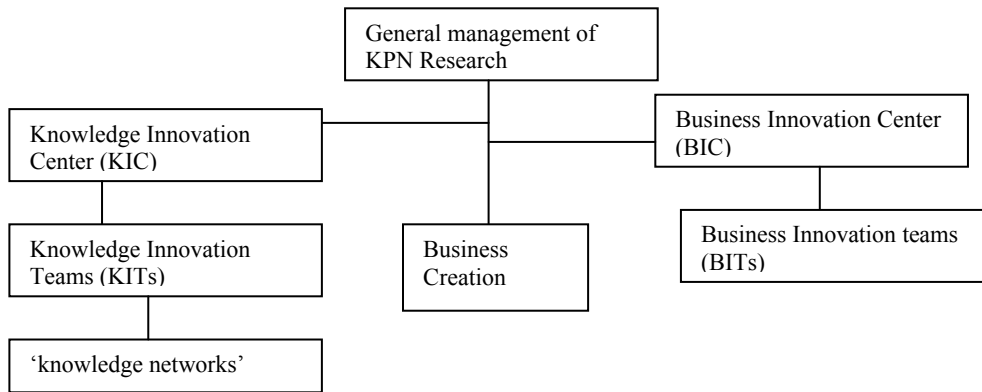 General management of
KPN Research
Knowledge Innovation
Center (KIC)
Business Innovation Center
(BIC)
Knowledge Innovation
Teams (KITs)
Business
Creation
Business Innovation teams
(BITs)
‘knowledge networks’